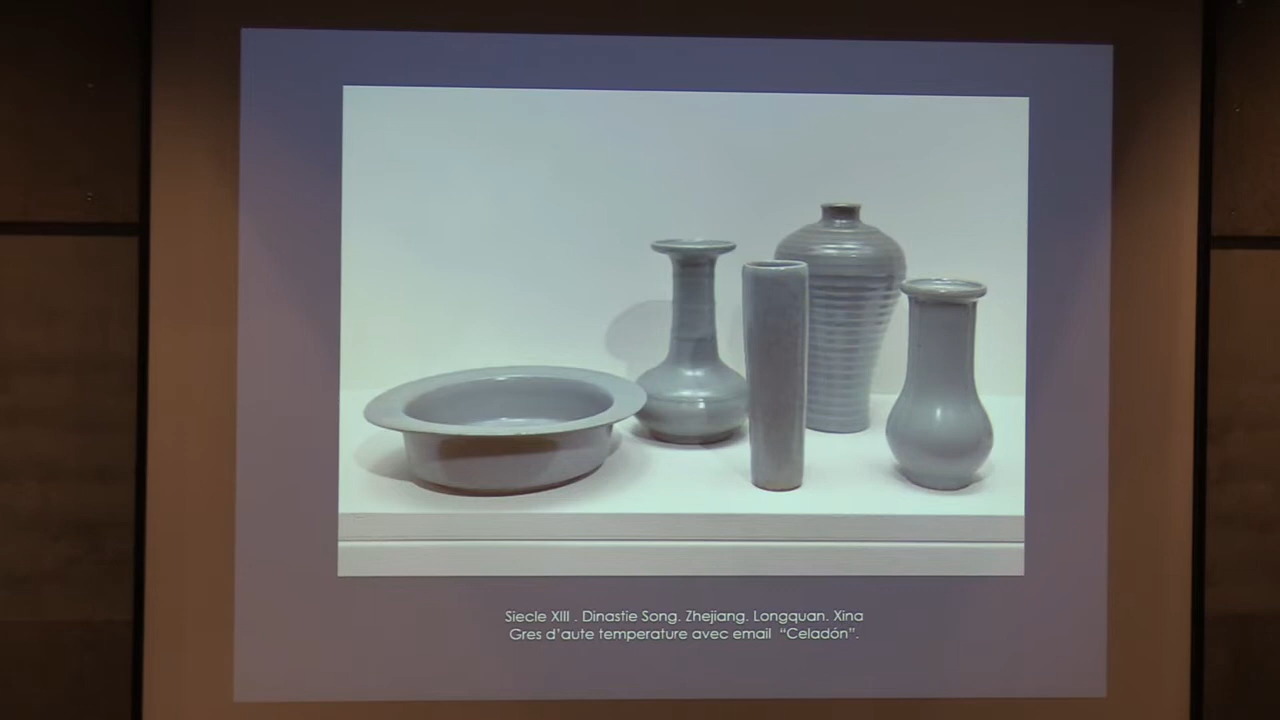 Siecle XIII . Dinastie Song. Zhejiang. Longquan. Xina
Gres d'aute temperature avec email “Celadón”.